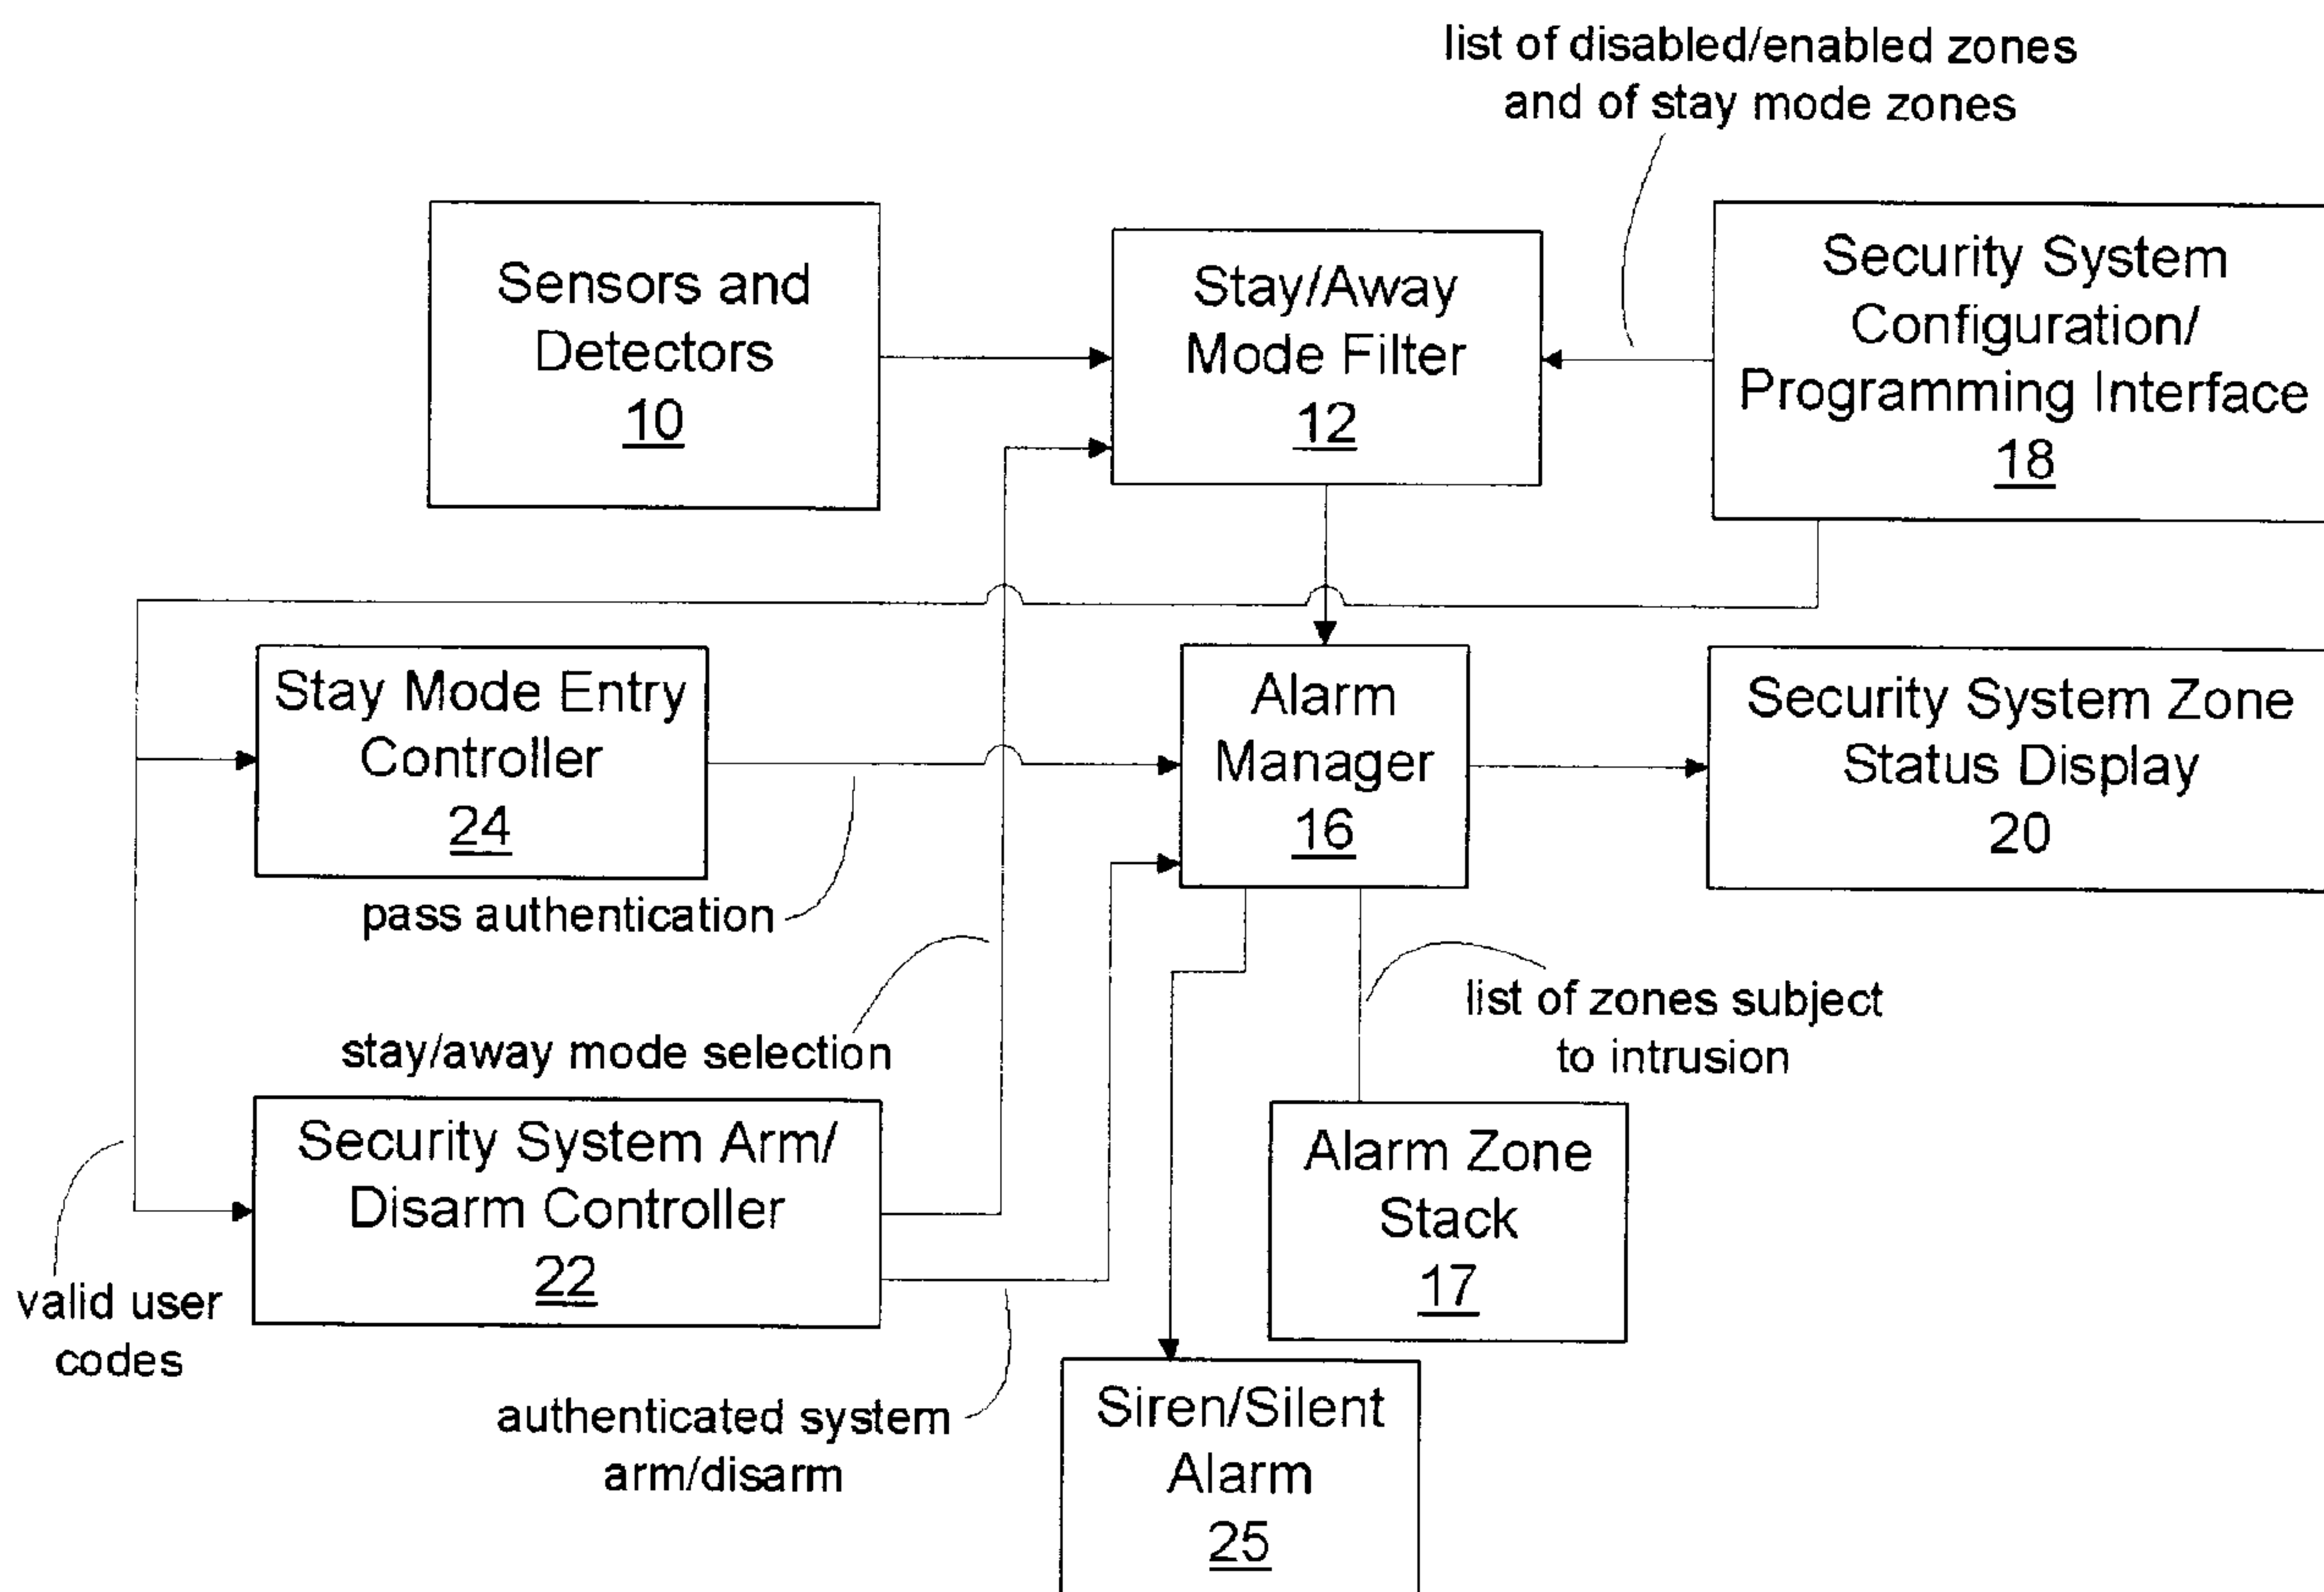 list of disabled/enabled zones
and of stay mode zones
Sensors and
Detectors
10
Stay/Away
Mode Filter
12
Security System
Configuration/
Programming Interface
18
Stay Mode Entry
Controller
24
Alarm
Manager
16
Security System Zone
Status Display
20
pass authentication
stay/away mode selection
list of zones subject
to intrusion
Security System Arm/
Disarm Controller
22
Alarm Zone
Stack
17
valid user
codes
authenticated system
arm/disarm
Siren/Silent
Alarm
25